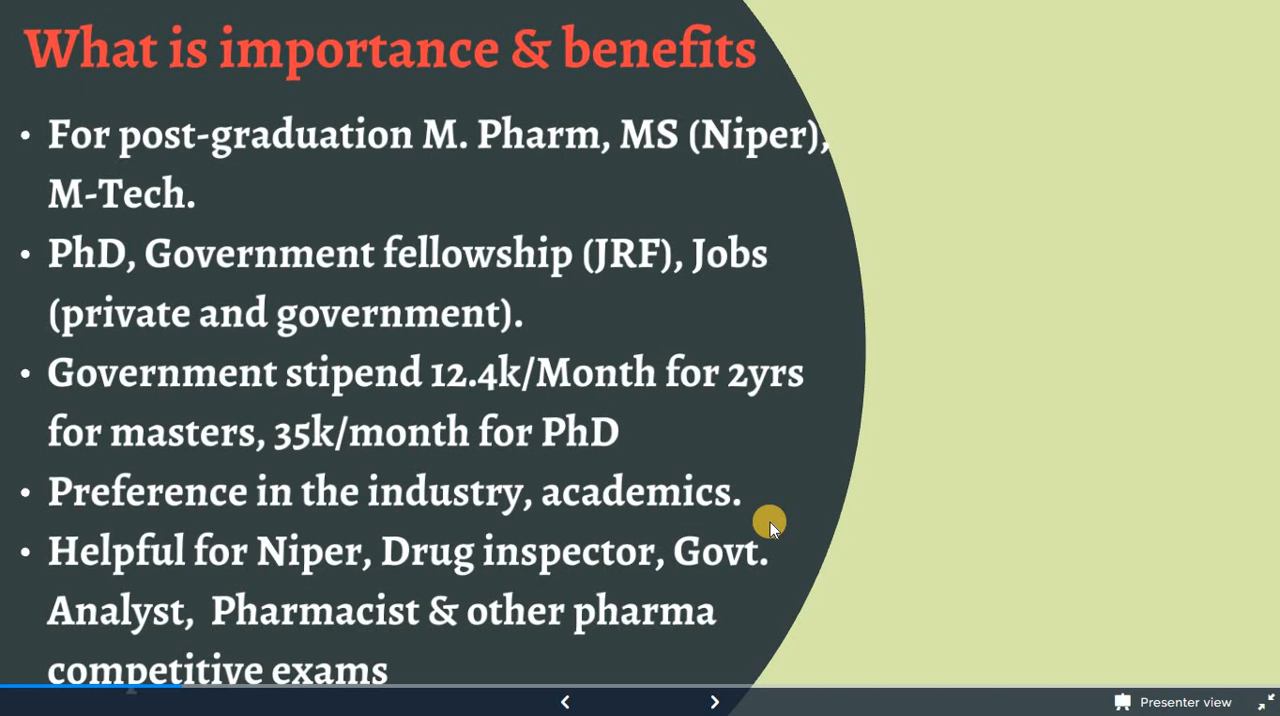 What is importance & benefits
• For post-graduation M. Pharm, MS (Niper),
M-Tech.
• PhD, Government fellowship (JRF), Jobs
(private and government).
• Government stipend 12.4k/Month for 2yrs
for masters, 35k/month for PhD
• Preference in the industry, academics.
• Helpful for Niper, Drug inspector, Govt.
Analyst,  Pharmacist & other pharma
competitive exams
Presenter view